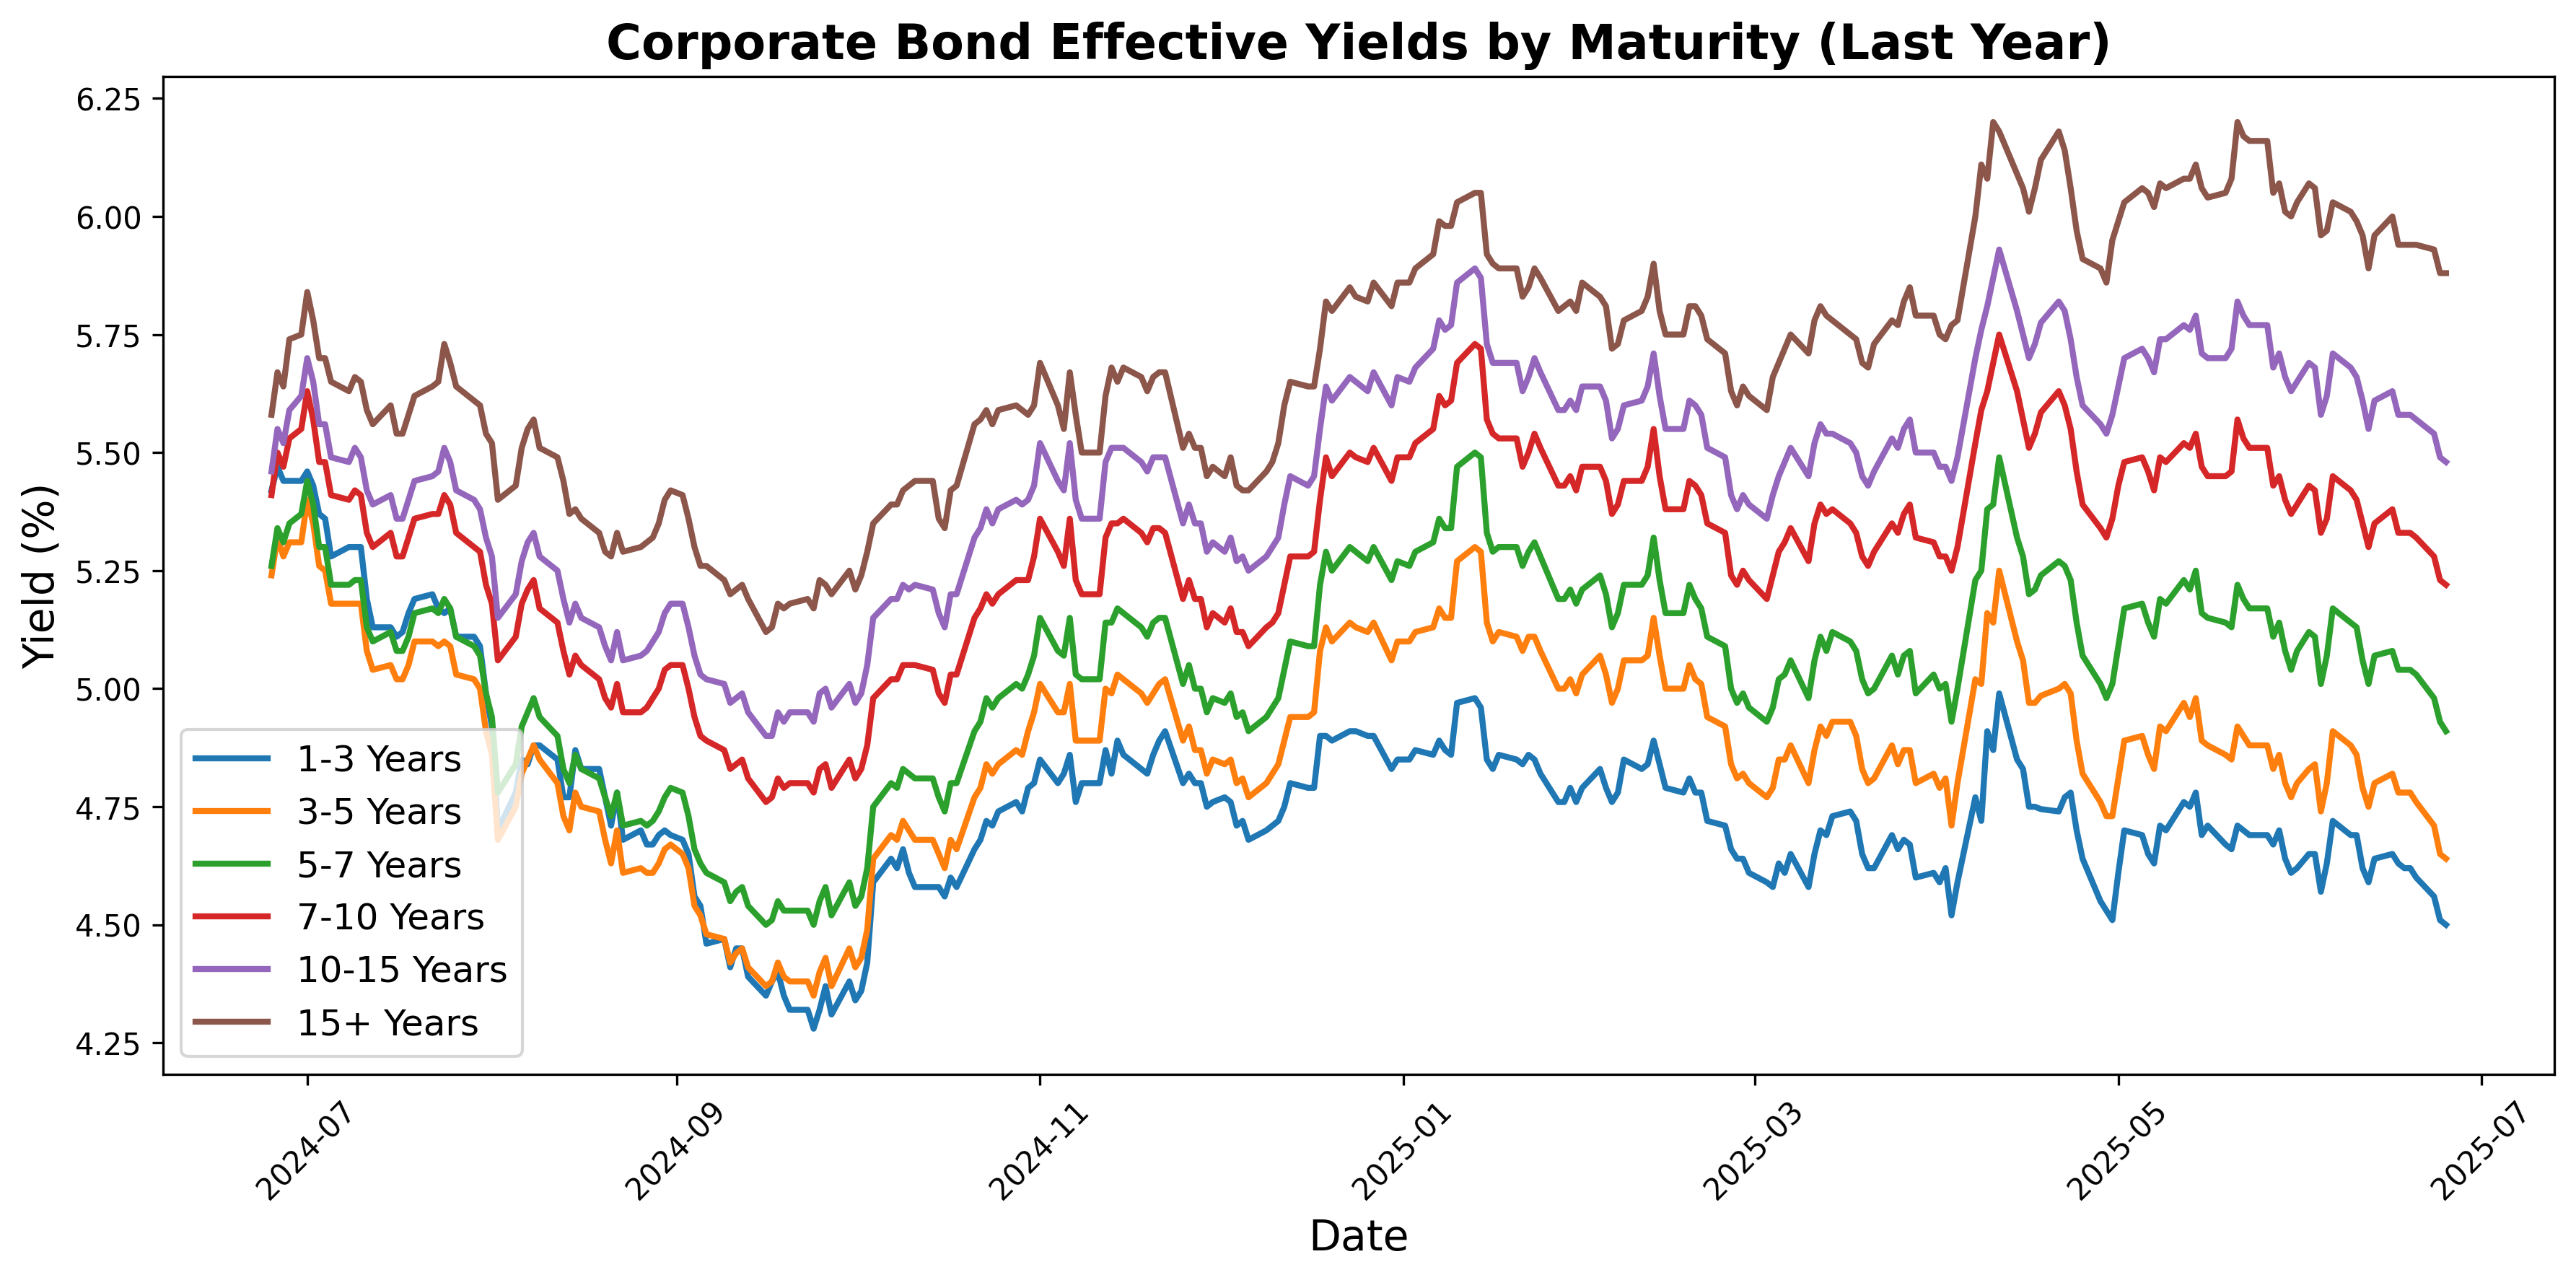 Corporate Bond Effective Yields by Maturity (Last Year)
Yield (%)
6.25
6.00
5.75
5.50
5.25
5.00
4.75
4.50
4.25
1-3 Years
3-5 Years
5-7 Years
7-10 Years
10-15 Years
15+ Years
2024-07
2024-09
2024-11
2025-01
2025-03
2025-05
2025-07
Date